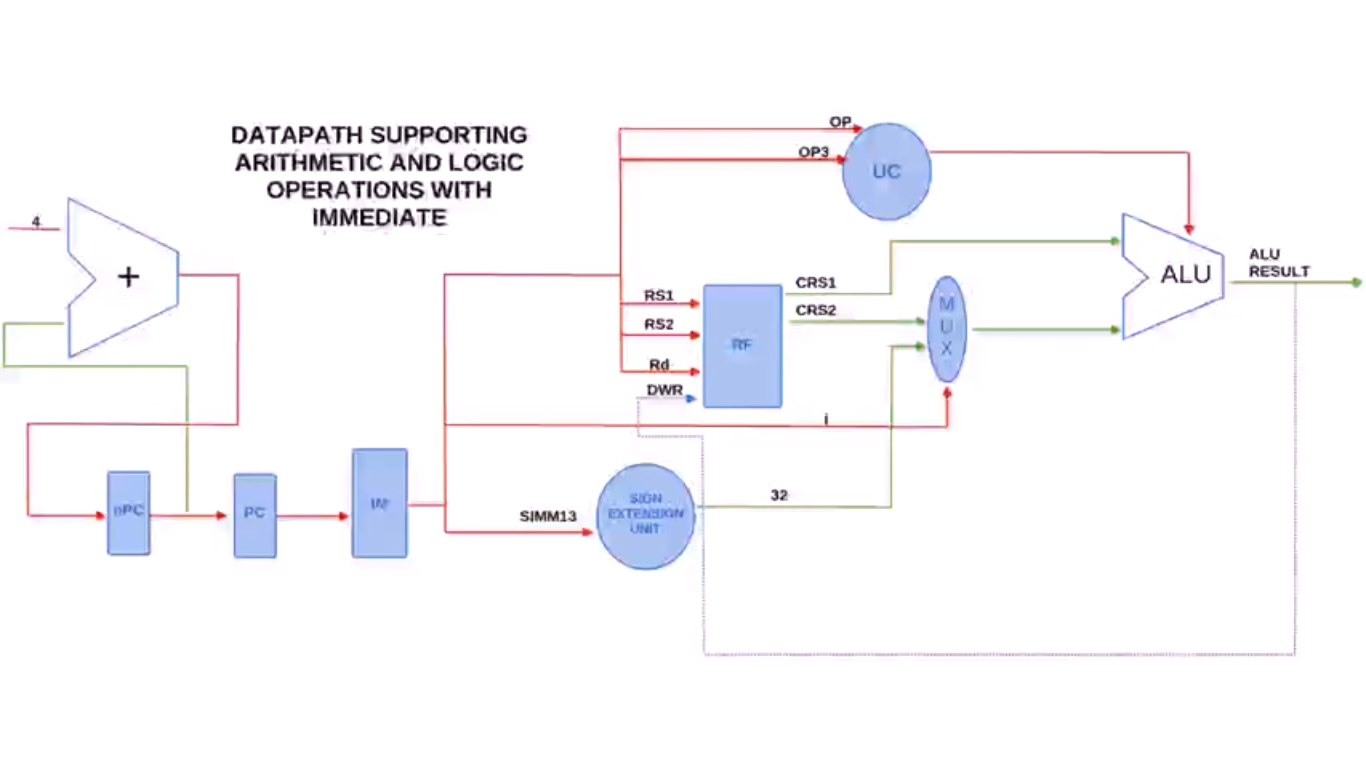 DATAPATH SUPPORTING
ARITHMETIC AND LOGIC
OPERATIONS WITH
IMMEDIATE
4
+
nPC
PC
IM
OP
OP3
UC
RS1
RS2
Rd
DWR
RF
CRS1
CRS2
M
U
X
i
SIMM13
SIGN
EXTENSION
UNIT
32
ALU
ALU
RESULT